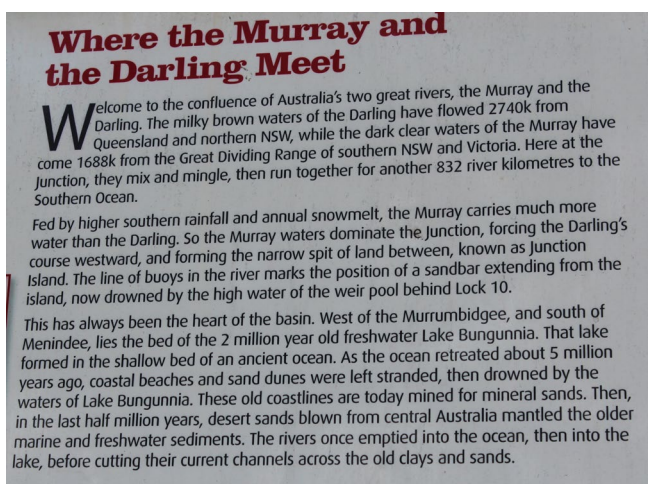 Where the Murray and
the Darling Meet
Welcome to the confluence of Australia's two great rivers, the Murray and the
Darling. The milky brown waters of the Darling have flowed 2740k from
Queensland and northern NSW, while the dark clear waters of the Murray have
come 1688k from the Great Dividing Range of southern NSW and Victoria. Here at the
Junction, they mix and mingle, then run together for another 832 river kilometres to the
Southern Ocean.
Fed by higher southern rainfall and annual snowmelt, the Murray carries much more
water than the Darling. So the Murray waters dominate the Junction, forcing the Darling's
course westward, and forming the narrow spit of land between, known as Junction
Island. The line of buoys in the river marks the position of a sandbar extending from the
island, now drowned by the high water of the weir pool behind Lock 10.
This has always been the heart of the basin. West of the Murrumbidgee, and south of
Menindee, lies the bed of the 2 million year old freshwater Lake Bungunnia. That lake
formed in the shallow bed of an ancient ocean. As the ocean retreated about 5 million
years ago, coastal beaches and sand dunes were left stranded, then drowned by the
waters of Lake Bungunnia. These old coastlines are today mined for mineral sands. Then,
in the last half million years, desert sands blown from central Australia mantled the older
marine and freshwater sediments. The rivers once emptied into the ocean, then into the
lake, before cutting their current channels across the old clays and sands.